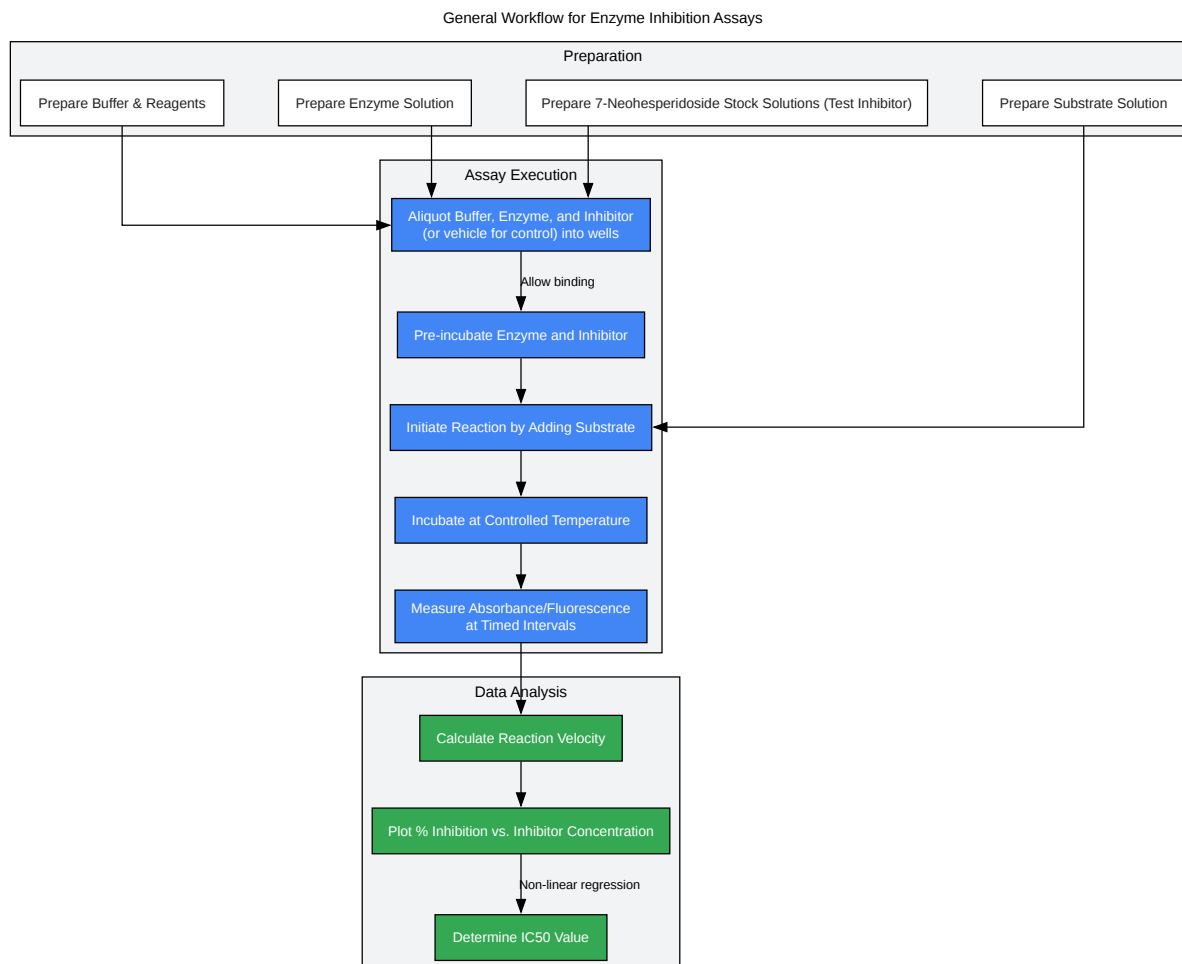 General Workflow for Enzyme Inhibition Assays
Preparation
Prepare Buffer & Reagents
Prepare Enzyme Solution
Prepare 7-Neohesperidoside Stock Solutions (Test Inhibitor)
Prepare Substrate Solution
Assay Execution
Aliquot Buffer, Enzyme, and Inhibitor
(or vehicle for control) into wells
Allow binding
Pre-incubate Enzyme and Inhibitor
Initiate Reaction by Adding Substrate
Incubate at Controlled Temperature
Measure Absorbance/Fluorescence
at Timed Intervals
Data Analysis
Calculate Reaction Velocity
Plot % Inhibition vs. Inhibitor Concentration
Non-linear regression
Determine IC50 Value